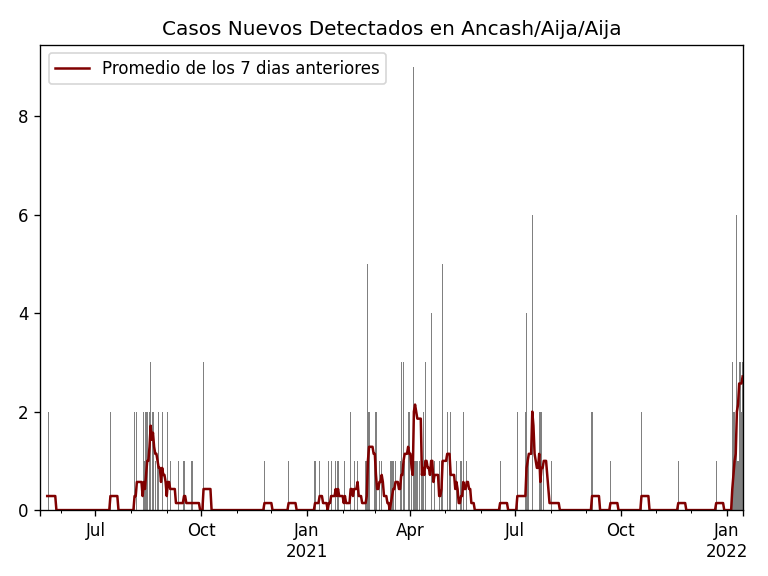 Casos Nuevos Detectados en Ancash/Aija/Aija
Promedio de los 7 dias anteriores
8
6
4
2
0
Jul Oct Jan Apr Jul Oct Jan
2021 2022